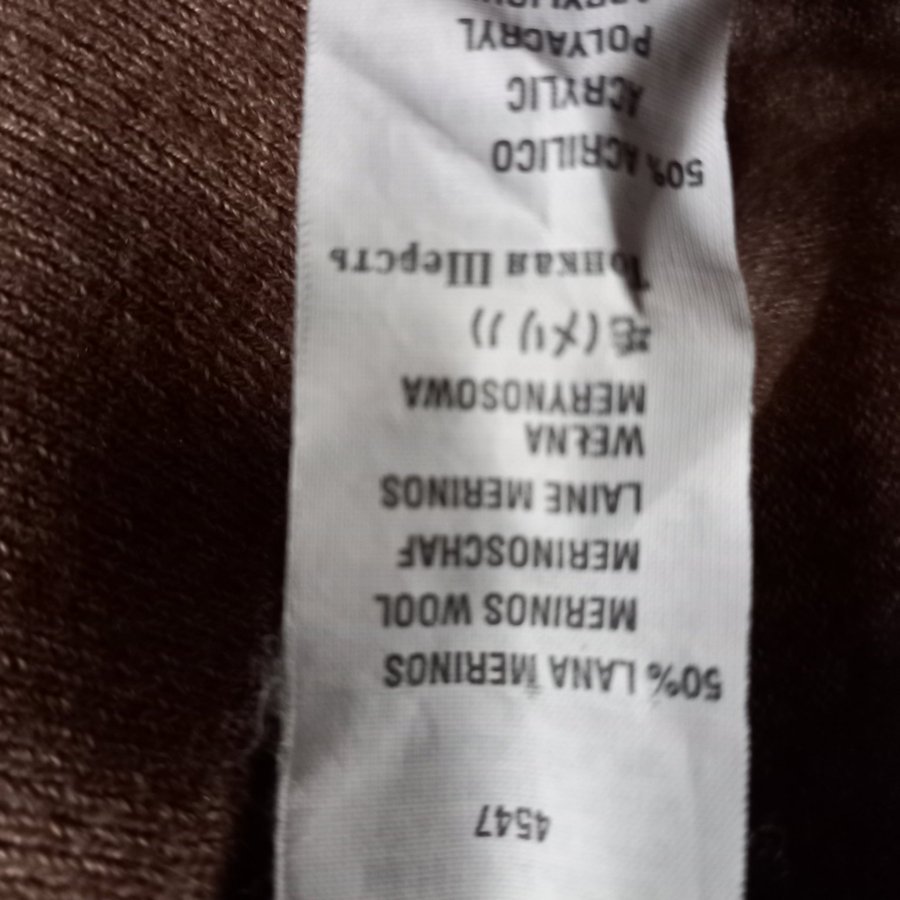 4547
50% LANA MERINOS
MERINOS WOOL
MERINOSCHAF
LAINE MERINOS
WEŁNA
MERYNOSOWA
(メリノ)
Тонкая Шерсть
50% ACRILICO
ACRYLIC
POLYACRYL